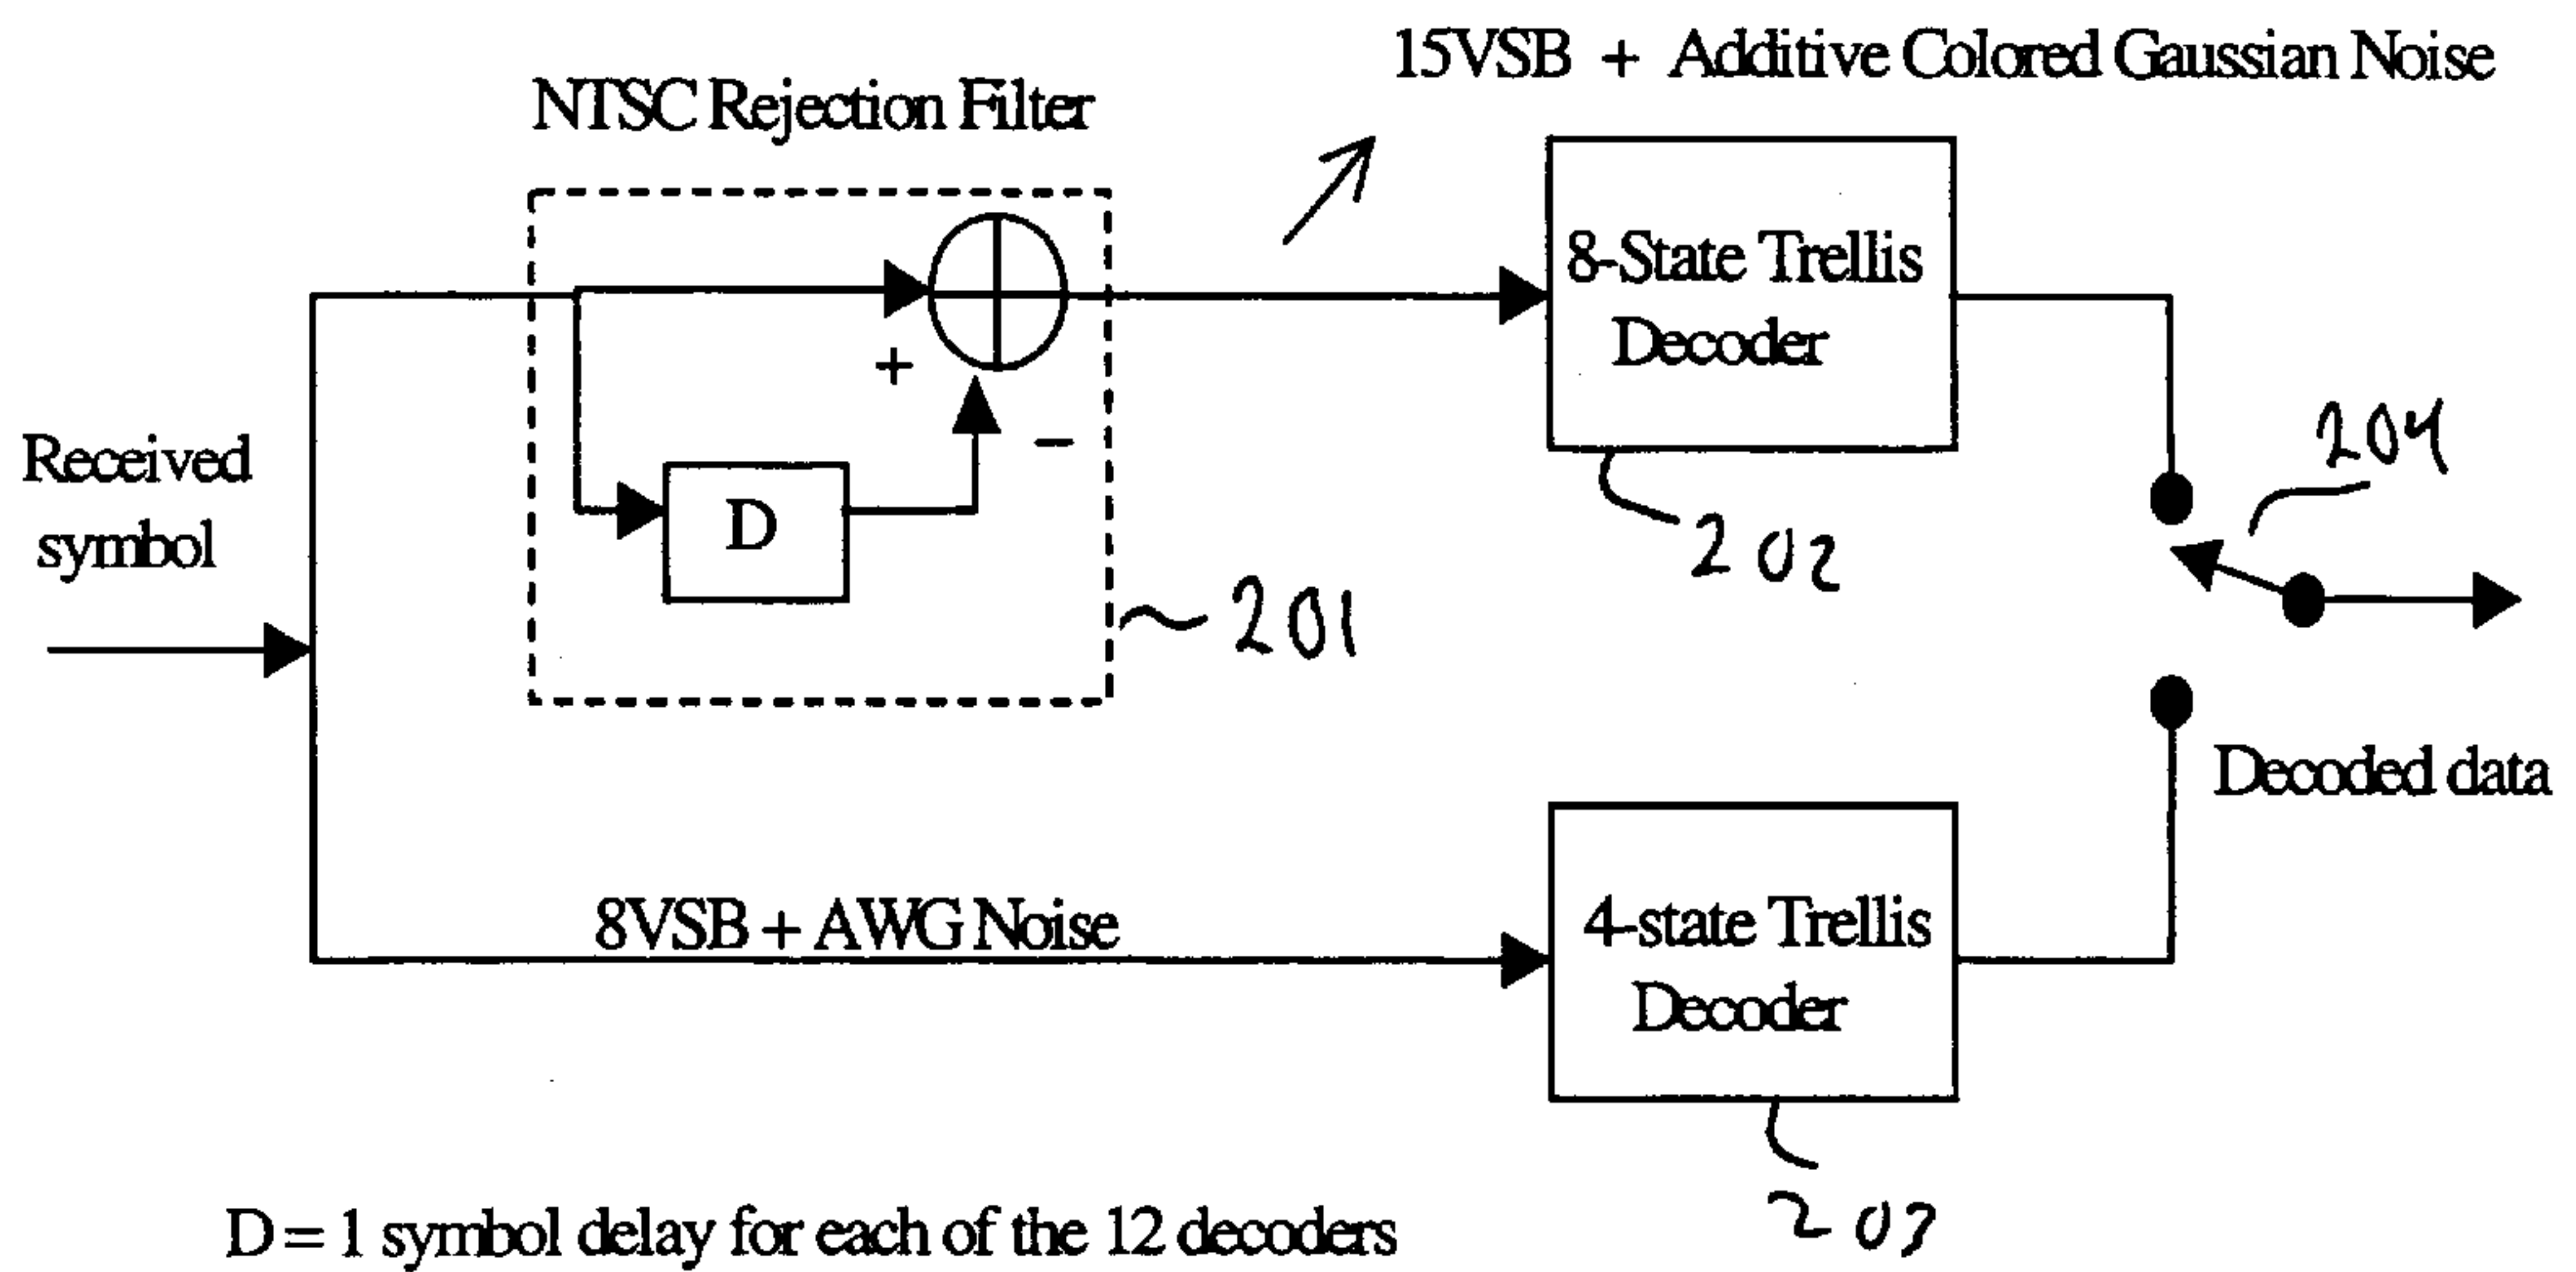 15VSB + Additive Colored Gaussian Noise
NTSC Rejection Filter
8-State Trellis
Decoder
+
−
D
Received
symbol
201
202
204
Decoded data
8VSB + AWG Noise
4-state Trellis
Decoder
203
D = 1 symbol delay for each of the 12 decoders